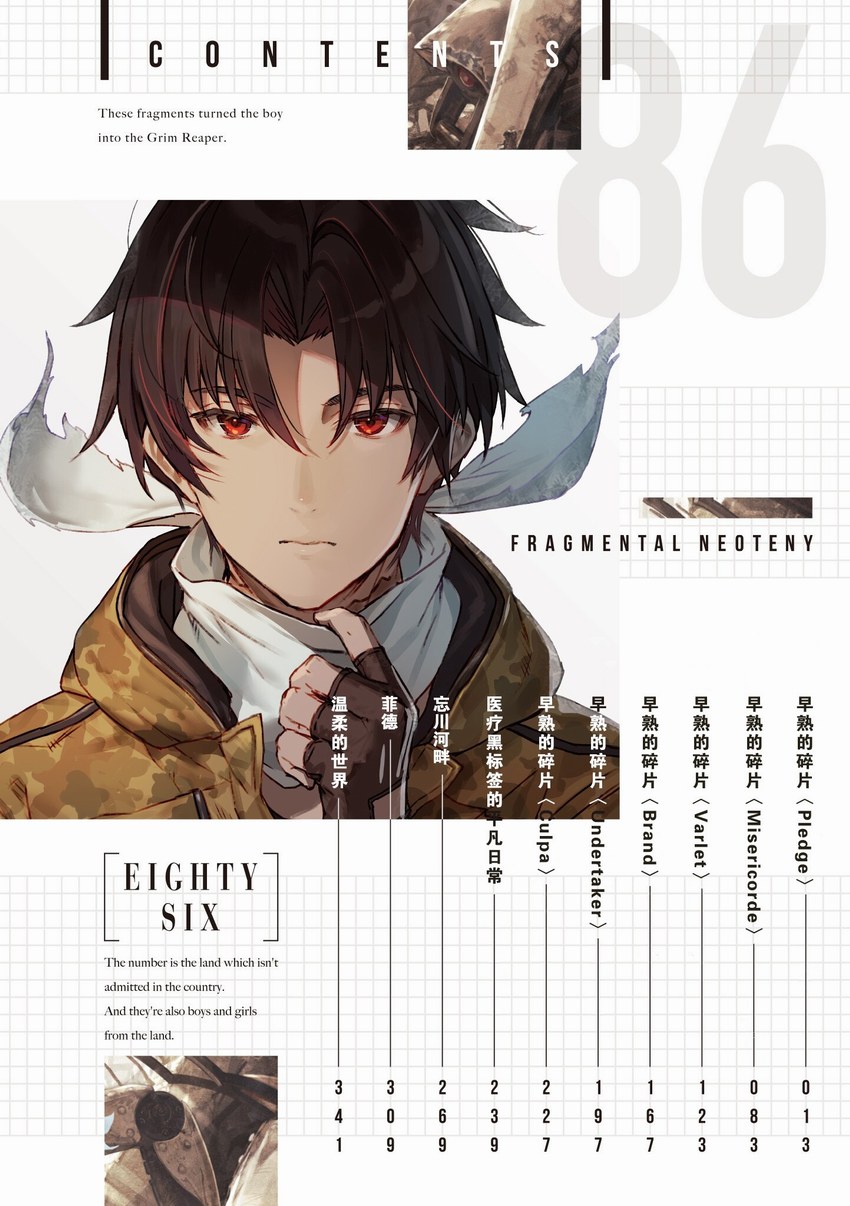 CONTENTS
86
These fragments turned the boy
into the Grim Reaper.
FRAGMENTAL NEOTENY
早熟的碎片〈Pledge〉 013
早熟的碎片〈Misericorde〉 083
早熟的碎片〈Varlet〉 123
早熟的碎片〈Brand〉 167
早熟的碎片〈Undertaker〉 197
早熟的碎片〈Culpa〉 227
医疗黑标签的平凡日常 239
忘川河畔 269
菲德 309
温柔的世界 341
EIGHTY
SIX
The number is the land which isn't
admitted in the country.
And they're also boys and girls
from the land.